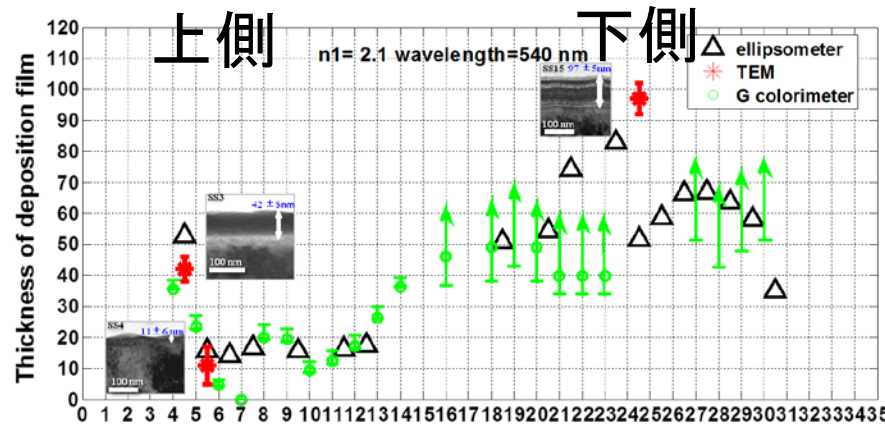 上側
下側
n1= 2.1 wavelength=540 nm
ellipsometer
TEM
G colorimeter
Thickness of deposition film
120
110
100
90
80
70
60
50
40
30
20
10
0
SS15 97 ±5nm
100 nm
SS3
42 ±5nm
100 nm
SS4
11 ± 6 nm
100 nm
0 1 2 3 4 5 6 7 8 9 10 11 12 13 14 15 16 17 18 19 20 21 22 23 24 25 26 27 28 29 30 31 32 33 34 35